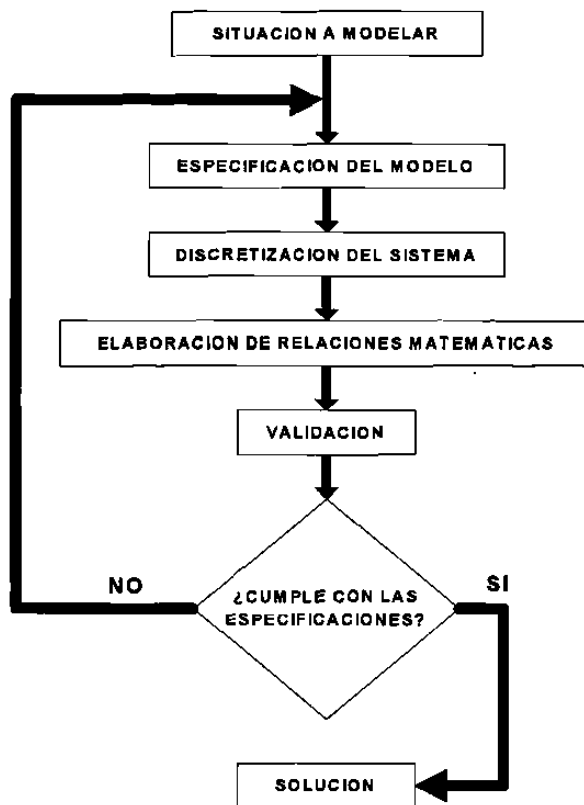 SITUACION A MODELAR
ESPECIFICACION DEL MODELO
DISCRETIZACION DEL SISTEMA
ELABORACION DE RELACIONES MATEMATICAS
VALIDACION
NO
¿CUMPLE CON LAS
ESPECIFICACIONES?
SI
SOLUCION